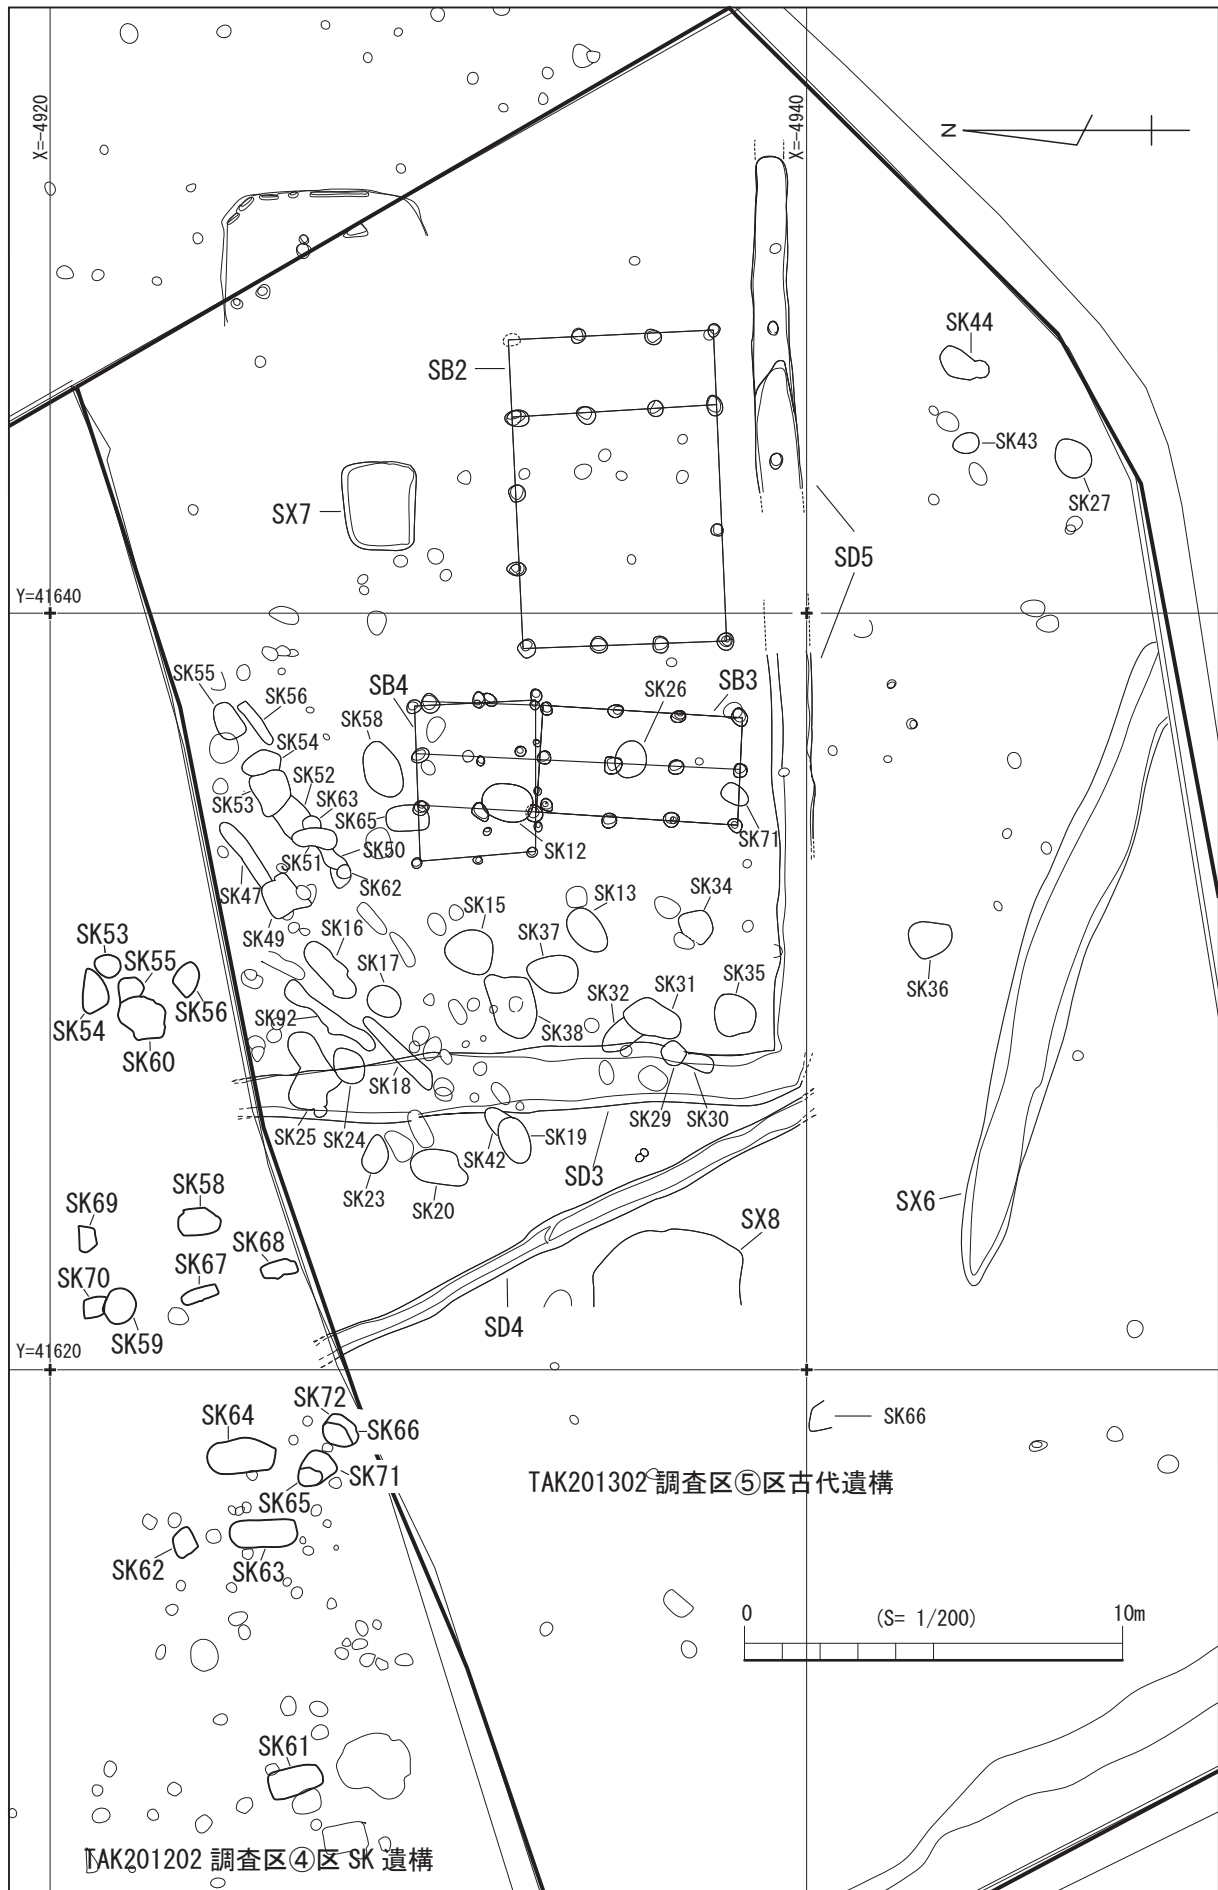 X=-4920
X=-4940
N
SK44
SB2
SK43
SX7
SK27
SD5
Y=41640
SK55
SK56
SB4
SK26
SB3
SK58
SK54
SK52
SK53
SK63
SK65
SK71
SK50
SK12
SK51
SK47
SK62
SK15
SK13
SK34
SK49
SK16
SK37
SK53
SK55
SK17
SK36
SK35
SK31
SK32
SK56
SK54
SK92
SK38
SK60
SK18
SK29
SK30
SK25
SK24
SK42
SK19
SD3
SK23
SK20
SK58
SK69
SX6
SX8
SK68
SK67
SK70
SD4
SK59
Y=41620
SK72
SK64
SK66
SK66
SK71
TAK201302 調査区⑤区古代遺構
SK65
SK62
SK63
0
(S= 1/200)
10m
SK61
TAK201202 調査区④区 SK 遺構